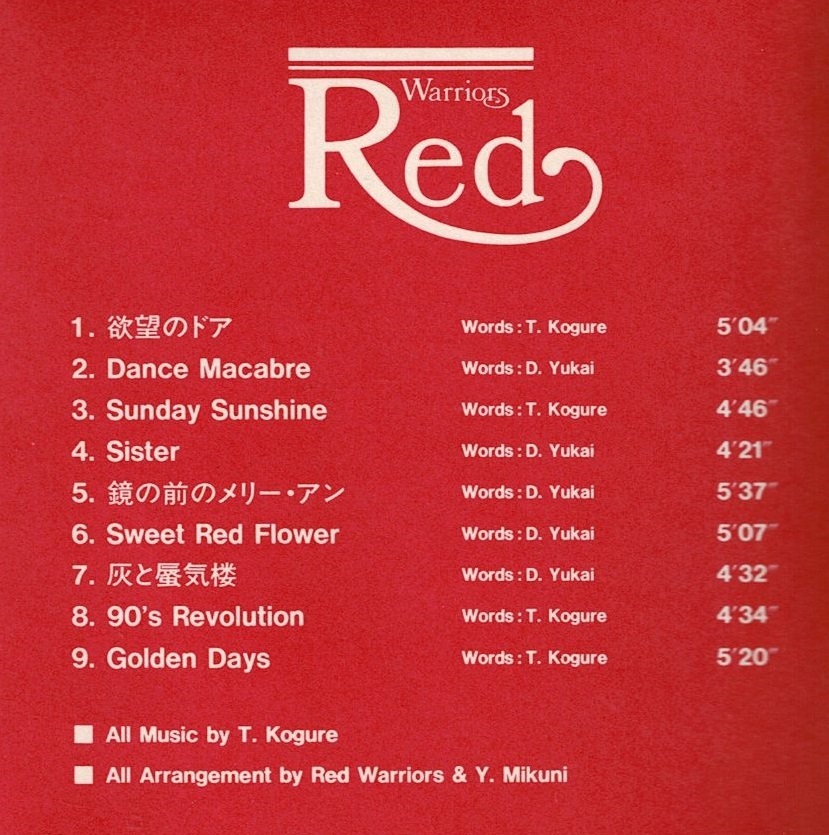 Warriors
Red
1. 欲望のドア Words : T. Kogure 5′04″
2. Dance Macabre Words : D. Yukai 3′46″
3. Sunday Sunshine Words : T. Kogure 4′46″
4. Sister Words : D. Yukai 4′21″
5. 鏡の前のメリー・アン Words : D. Yukai 5′37″
6. Sweet Red Flower Words : D. Yukai 5′07″
7. 灰と蜃気楼 Words : D. Yukai 4′32″
8. 90's Revolution Words : T. Kogure 4′34″
9. Golden Days Words : T. Kogure 5′20″
■ All Music by T. Kogure
■ All Arrangement by Red Warriors & Y. Mikuni